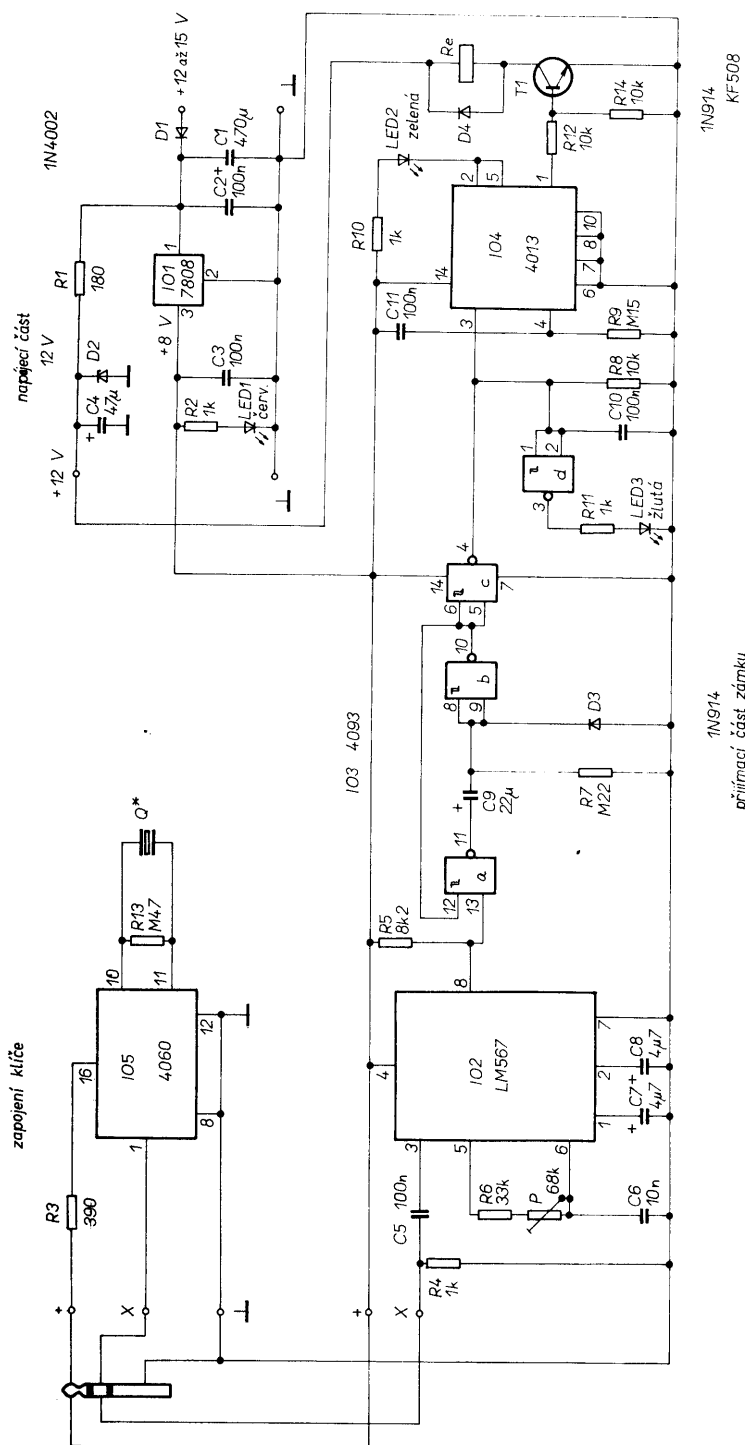 zapojení klíče
R3
390
16
IO5
4060
10
11
12
8
1
R13
M47
Q*
+
X
⊥
napájecí část
12 V
+12 V
C4
+
47µ
D2
R1
180
1N4002
+12 až 15 V
D1
C1
470µ
C2+
100n
IO1
7808
1
2
3
+8 V
C3
100n
R2
1k
LED1
červ.
⊥
⊥
+
X
R4
1k
C5
100n
3
4
5
6
IO2
LM567
8
7
2
1
R6
33k
P
68k
C6
10n
C7+
4µ7
+
C8
4µ7
R5
8k2
IO3 4093
12
13
a
11
+
C9
22µ
R7
M22
D3
8
9
b
10
6
5
c
14
4
7
1
2
d
3
R11
1k
LED3
žlutá
C10
100n
R8
10k
R9
M15
C11
100n
R10
1k
LED2
zelená
14
3
4
IO4
4013
2
5
1
6
7
8
10
R12
10k
R14
10k
T1
D4
Re
1N914
KF508
1N914
přijímací část zámku